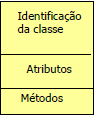 Identificação
da classe
Atributos
Métodos